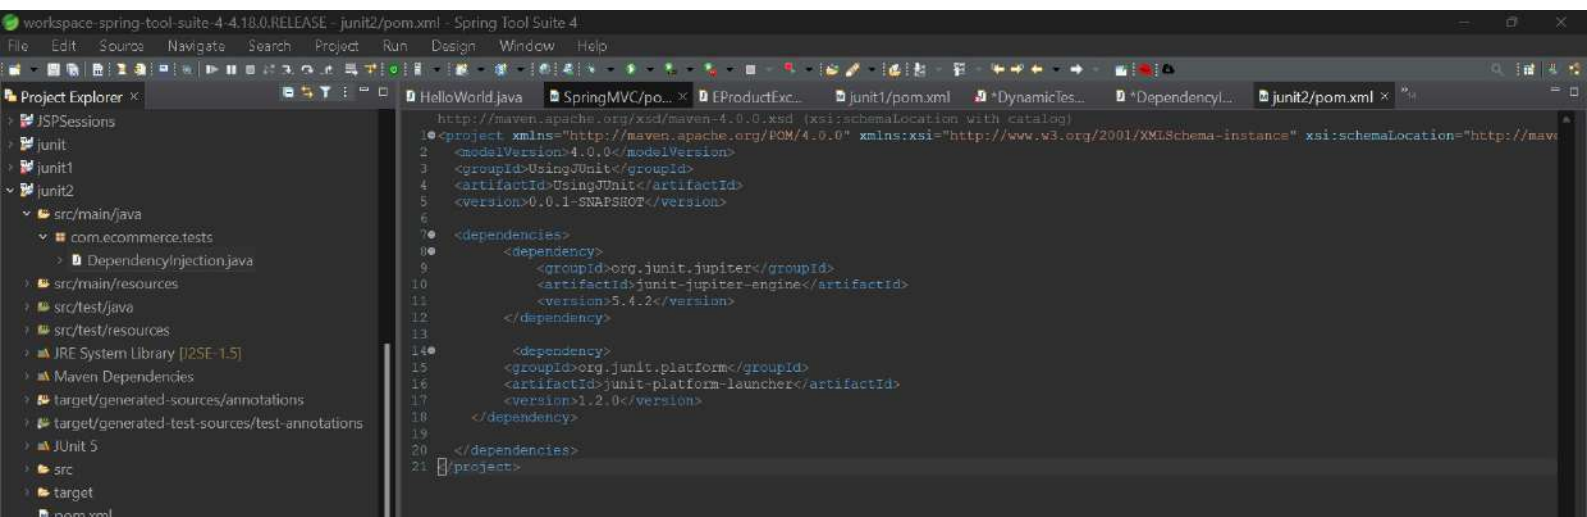 workspace-spring-tool-suite-4-4.18.0.RELEASE - junit2/pom.xml - Spring Tool Suite 4
File Edit Source Navigate Search Project Run Design Window Help
Project Explorer
HelloWorld.java SpringMVC/po... EProductExc... junit1/pom.xml *DynamicTes... *DependencyI... junit2/pom.xml
JSPSessions
junit
junit1
junit2
src/main/java
com.ecommerce.tests
DependencyInjection.java
src/main/resources
src/test/java
src/test/resources
JRE System Library [J2SE-1.5]
Maven Dependencies
target/generated-sources/annotations
target/generated-test-sources/test-annotations
JUnit 5
src
target
pom.xml
http://maven.apache.org/xsd/maven-4.0.0.xsd (xsi:schemaLocation with catalog)
1 <project xmlns="http://maven.apache.org/POM/4.0.0" xmlns:xsi="http://www.w3.org/2001/XMLSchema-instance" xsi:schemaLocation="http://mave
2 <modelVersion>4.0.0</modelVersion>
3 <groupId>UsingJUnit</groupId>
4 <artifactId>UsingJUnit</artifactId>
5 <version>0.0.1-SNAPSHOT</version>
6
7 <dependencies>
8 <dependency>
9 <groupId>org.junit.jupiter</groupId>
10 <artifactId>junit-jupiter-engine</artifactId>
11 <version>5.4.2</version>
12 </dependency>
13
14 <dependency>
15 <groupId>org.junit.platform</groupId>
16 <artifactId>junit-platform-launcher</artifactId>
17 <version>1.2.0</version>
18 </dependency>
19
20 </dependencies>
21 </project>